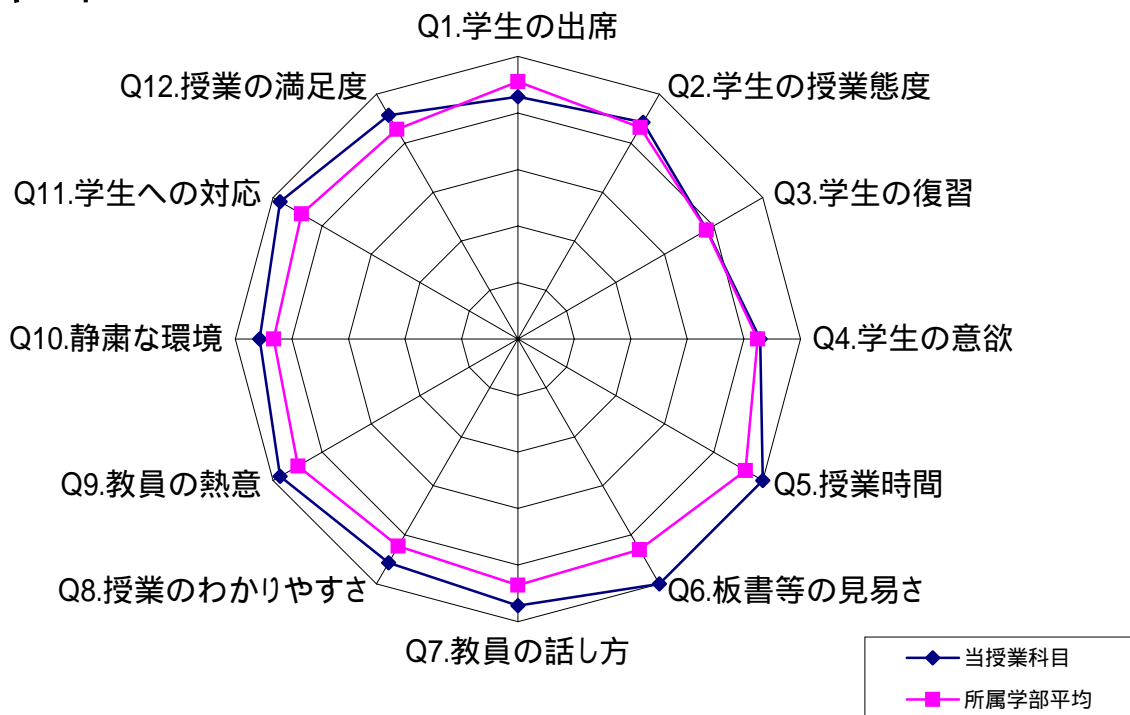 Q1.学生の出席
Q2.学生の授業態度
Q3.学生の復習
Q4.学生の意欲
Q5.授業時間
Q6.板書等の見易さ
Q7.教員の話し方
Q8.授業のわかりやすさ
Q9.教員の熱意
Q10.静粛な環境
Q11.学生への対応
Q12.授業の満足度
当授業科目
所属学部平均